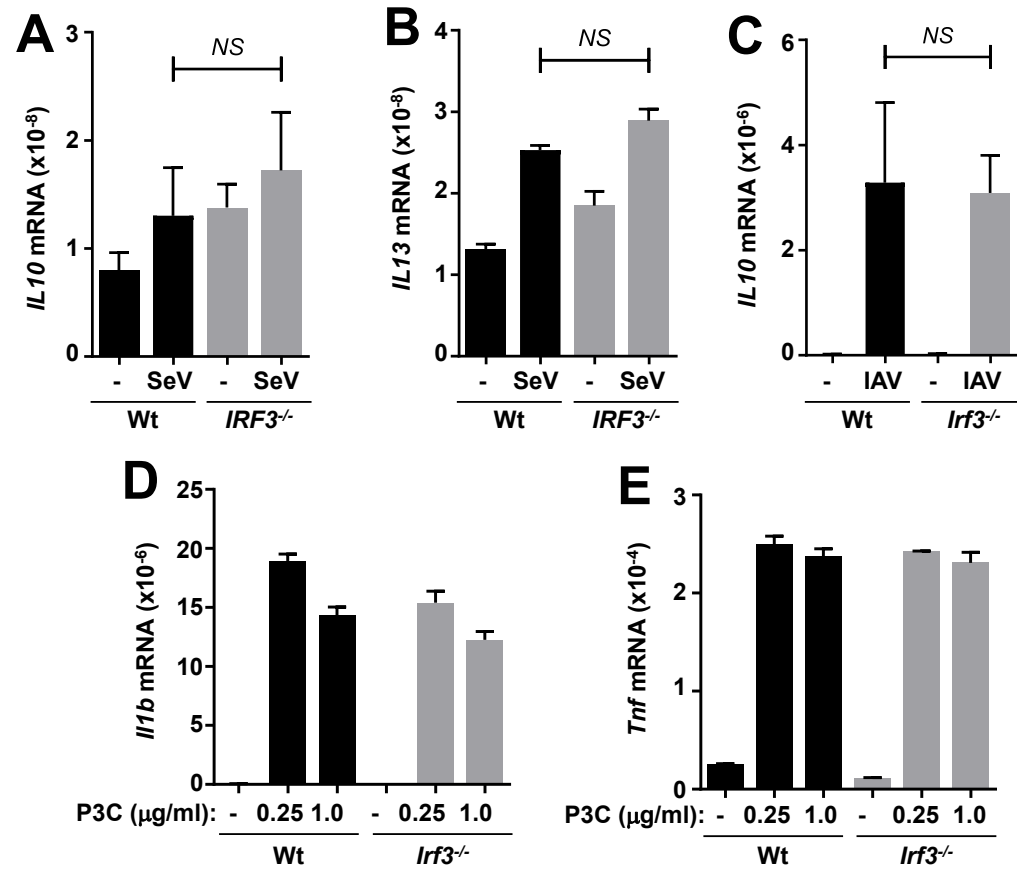 A
IL10 mRNA (x10-8)
3
2
1
0
NS
- SeV - SeV
Wt IRF3-/-
B
IL13 mRNA (x10-8)
4
3
2
1
0
NS
- SeV - SeV
Wt IRF3-/-
C
IL10 mRNA (x10-6)
6
4
2
0
NS
- IAV - IAV
Wt Irf3-/-
D
Il1b mRNA (x10-6)
25
20
15
10
5
0
P3C (μg/ml): - 0.25 1.0 - 0.25 1.0
Wt Irf3-/-
E
Tnf mRNA (x10-4)
3
2
1
0
P3C (μg/ml): - 0.25 1.0 - 0.25 1.0
Wt Irf3-/-